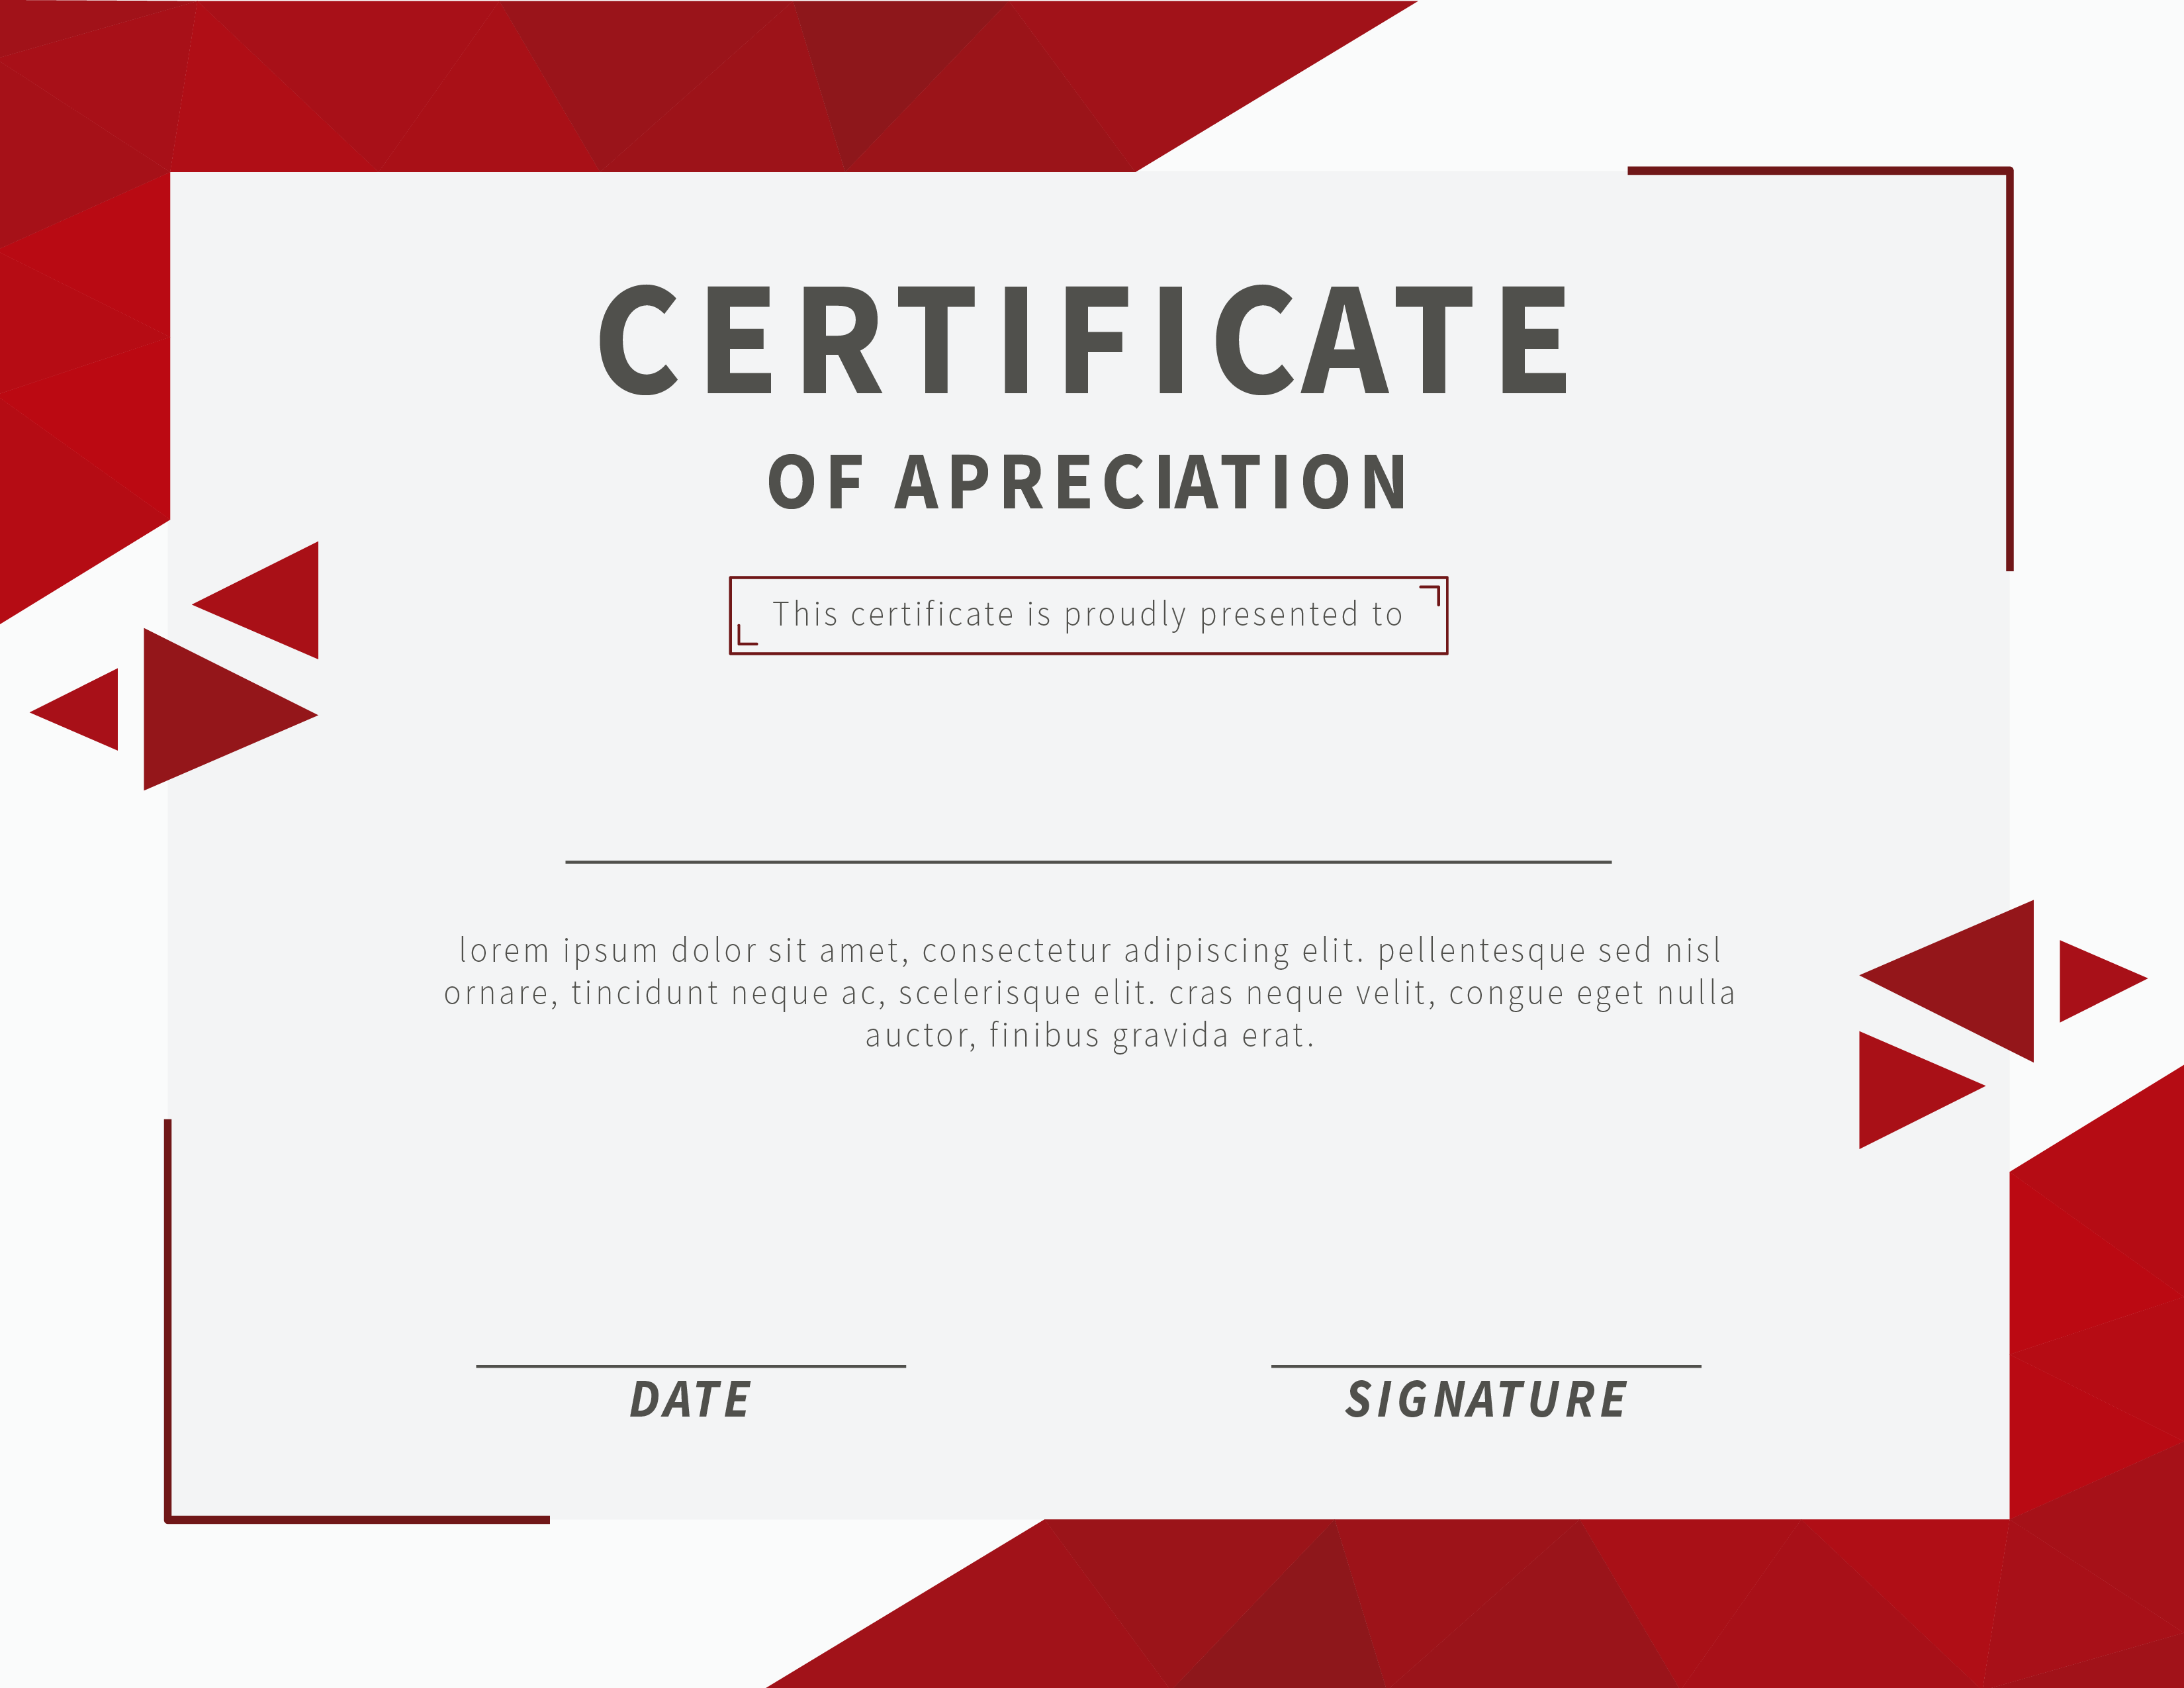 CERTIFICATE
OF APRECIATION
This certificate is proudly presented to
lorem ipsum dolor sit amet, consectetur adipiscing elit. pellentesque sed nisl
ornare, tincidunt neque ac, scelerisque elit. cras neque velit, congue eget nulla
auctor, finibus gravida erat.
DATE
SIGNATURE